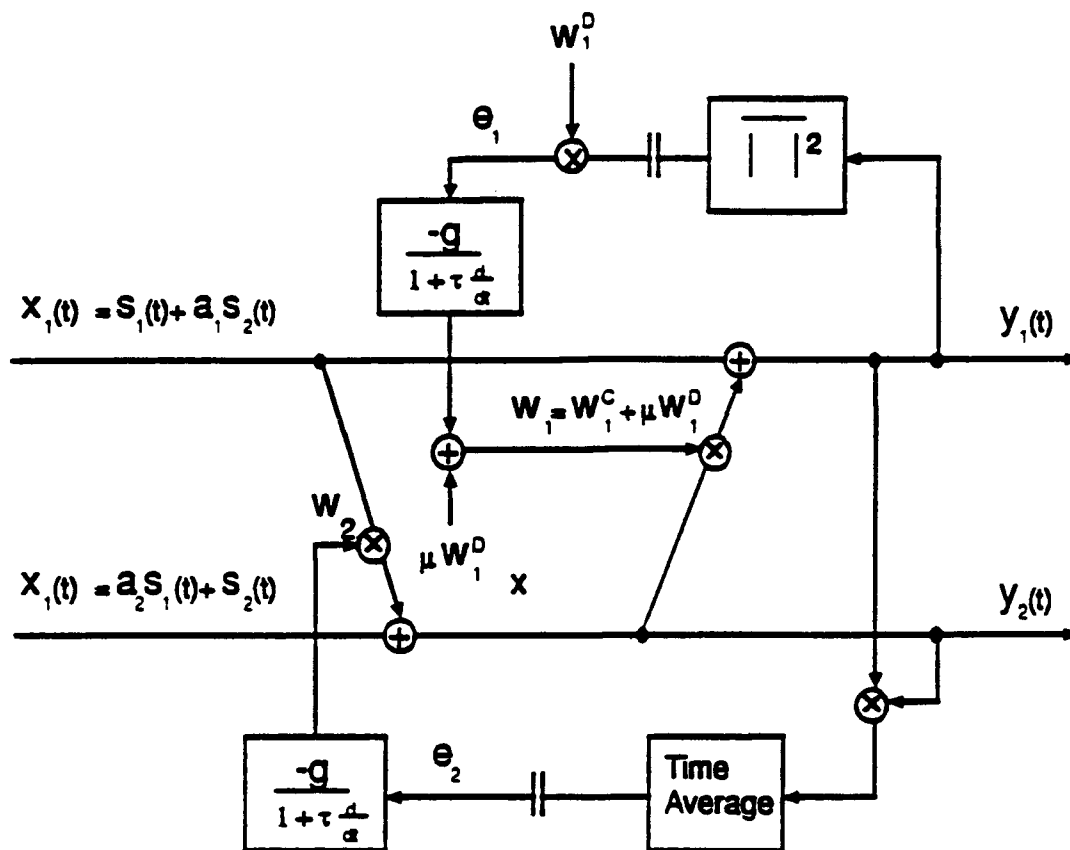 W₁ᴰ
e₁
| |²
-g
1 + τ d/dt
x₁(t) = s₁(t) + a₁s₂(t)
y₁(t)
W₁ = W₁ᶜ + μW₁ᴰ
W₂
μW₁ᴰ
x
x₁(t) = a₂s₁(t) + s₂(t)
y₂(t)
-g
1 + τ d/dt
e₂
Time
Average